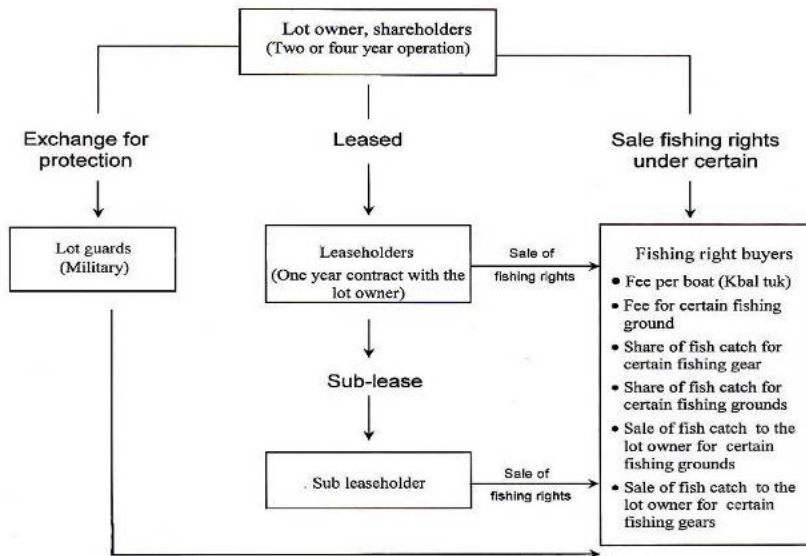 Lot owner, shareholders
(Two or four year operation)
Exchange for
protection
Leased
Sale fishing rights
under certain
Lot guards
(Military)
Leaseholders
(One year contract with the
lot owner)
Sale of
fishing rights
Fishing right buyers
• Fee per boat (Kbal tuk)
• Fee for certain fishing
ground
• Share of fish catch for
certain fishing gear
• Share of fish catch for
certain fishing grounds
• Sale of fish catch to the
lot owner for certain
fishing grounds
• Sale of fish catch to the
lot owner for certain
fishing gears
Sub-lease
Sub leaseholder
Sale of
fishing rights